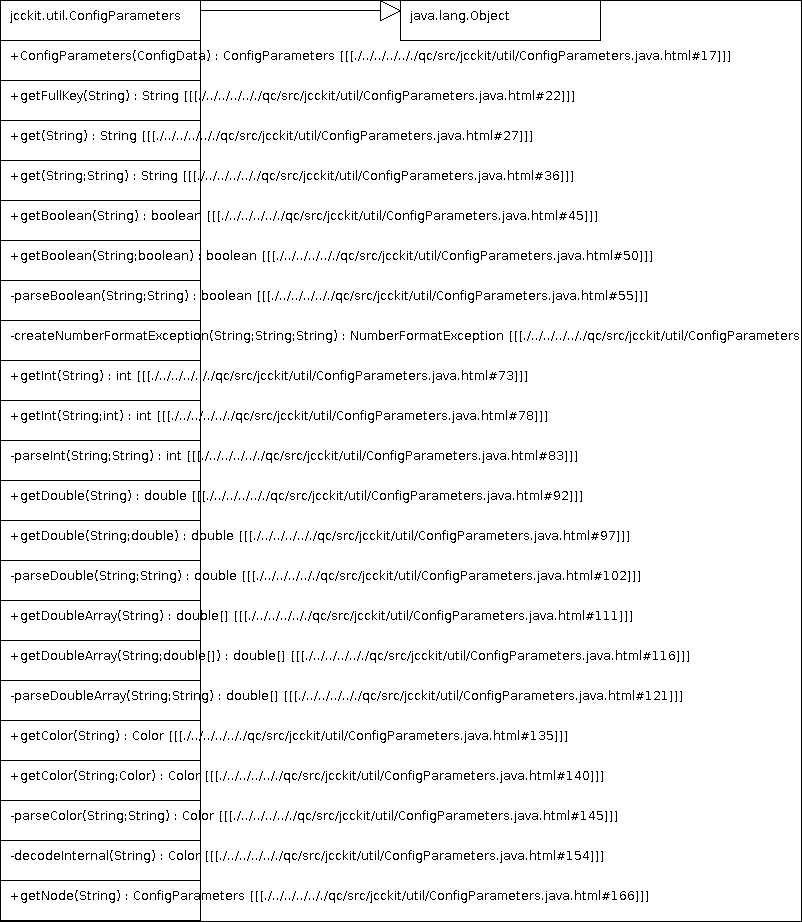 jcckit.util.ConfigParameters
java.lang.Object
+ConfigParameters(ConfigData) : ConfigParameters [[[./../../../../../qc/src/jcckit/util/ConfigParameters.java.html#17]]]
+getFullKey(String) : String [[[./../../../../../qc/src/jcckit/util/ConfigParameters.java.html#22]]]
+get(String) : String [[[./../../../../../qc/src/jcckit/util/ConfigParameters.java.html#27]]]
+get(String;String) : String [[[./../../../../../qc/src/jcckit/util/ConfigParameters.java.html#36]]]
+getBoolean(String) : boolean [[[./../../../../../qc/src/jcckit/util/ConfigParameters.java.html#45]]]
+getBoolean(String;boolean) : boolean [[[./../../../../../qc/src/jcckit/util/ConfigParameters.java.html#50]]]
-parseBoolean(String;String) : boolean [[[./../../../../../qc/src/jcckit/util/ConfigParameters.java.html#55]]]
-createNumberFormatException(String;String;String) : NumberFormatException [[[./../../../../../qc/src/jcckit/util/ConfigParameters
+getInt(String) : int [[[./../../../../../qc/src/jcckit/util/ConfigParameters.java.html#73]]]
+getInt(String;int) : int [[[./../../../../../qc/src/jcckit/util/ConfigParameters.java.html#78]]]
-parseInt(String;String) : int [[[./../../../../../qc/src/jcckit/util/ConfigParameters.java.html#83]]]
+getDouble(String) : double [[[./../../../../../qc/src/jcckit/util/ConfigParameters.java.html#92]]]
+getDouble(String;double) : double [[[./../../../../../qc/src/jcckit/util/ConfigParameters.java.html#97]]]
-parseDouble(String;String) : double [[[./../../../../../qc/src/jcckit/util/ConfigParameters.java.html#102]]]
+getDoubleArray(String) : double[] [[[./../../../../../qc/src/jcckit/util/ConfigParameters.java.html#111]]]
+getDoubleArray(String;double[]) : double[] [[[./../../../../../qc/src/jcckit/util/ConfigParameters.java.html#116]]]
-parseDoubleArray(String;String) : double[] [[[./../../../../../qc/src/jcckit/util/ConfigParameters.java.html#121]]]
+getColor(String) : Color [[[./../../../../../qc/src/jcckit/util/ConfigParameters.java.html#135]]]
+getColor(String;Color) : Color [[[./../../../../../qc/src/jcckit/util/ConfigParameters.java.html#140]]]
-parseColor(String;String) : Color [[[./../../../../../qc/src/jcckit/util/ConfigParameters.java.html#145]]]
-decodeInternal(String) : Color [[[./../../../../../qc/src/jcckit/util/ConfigParameters.java.html#154]]]
+getNode(String) : ConfigParameters [[[./../../../../../qc/src/jcckit/util/ConfigParameters.java.html#166]]]